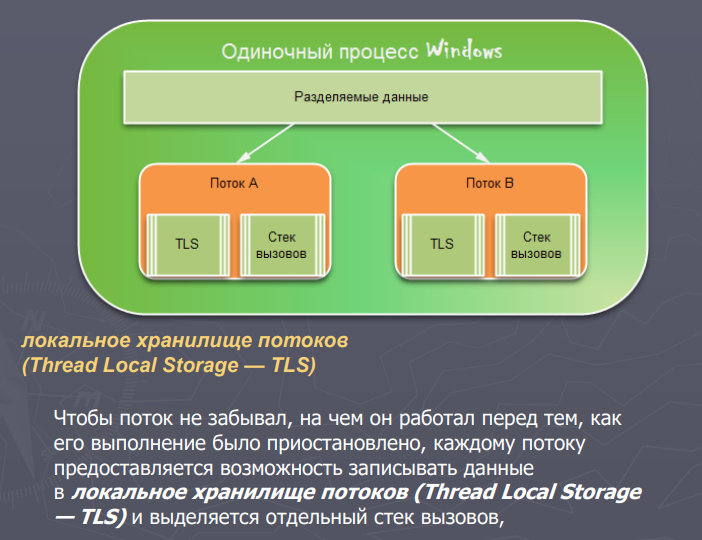 Одиночный процесс Windows
Разделяемые данные
Поток A
Поток B
TLS
Стек
вызовов
TLS
Стек
вызовов
локальное хранилище потоков
(Thread Local Storage — TLS)
Чтобы поток не забывал, на чем он работал перед тем, как
его выполнение было приостановлено, каждому потоку
предоставляется возможность записывать данные
в локальное хранилище потоков (Thread Local Storage
— TLS) и выделяется отдельный стек вызовов,